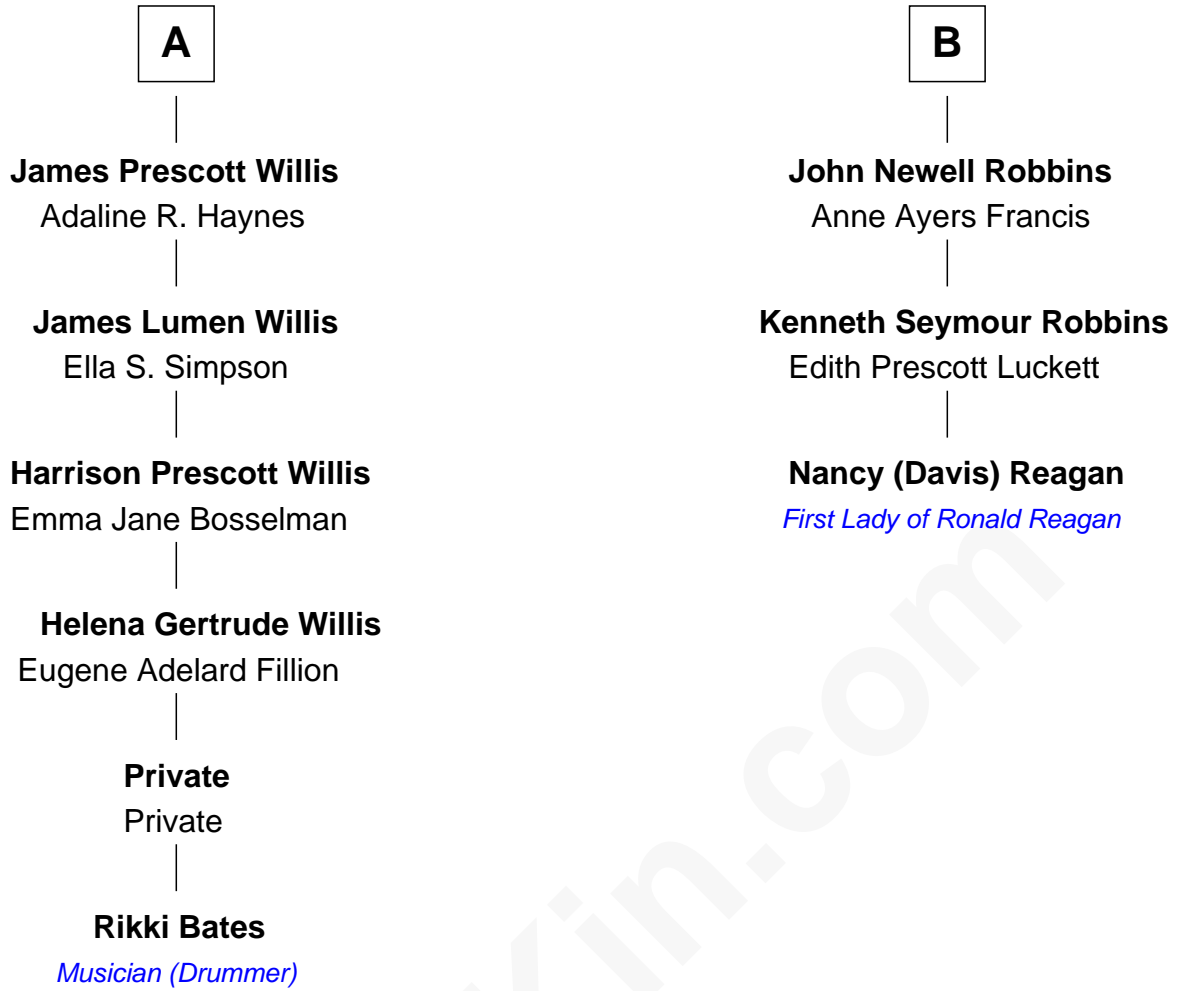 A
James Prescott Willis
Adaline R. Haynes
James Lumen Willis
Ella S. Simpson
Harrison Prescott Willis
Emma Jane Bosselman
Helena Gertrude Willis
Eugene Adelard Fillion
Private
Private
Rikki Bates
Musician (Drummer)
B
John Newell Robbins
Anne Ayers Francis
Kenneth Seymour Robbins
Edith Prescott Luckett
Nancy (Davis) Reagan
First Lady of Ronald Reagan
Kin.com